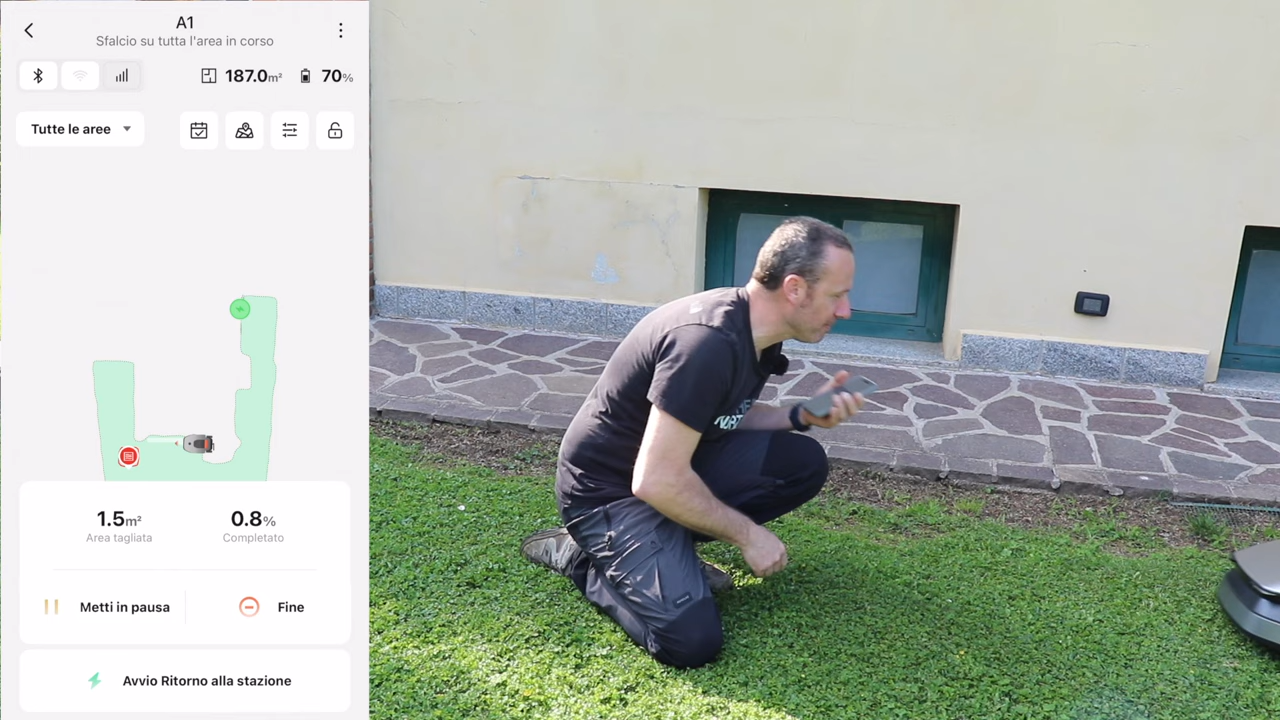 A1
Sfalcio su tutta l'area in corso
187.0m² 70%
Tutte le aree
1.5m² 0.8%
Area tagliata Completato
Metti in pausa Fine
Avvio Ritorno alla stazione